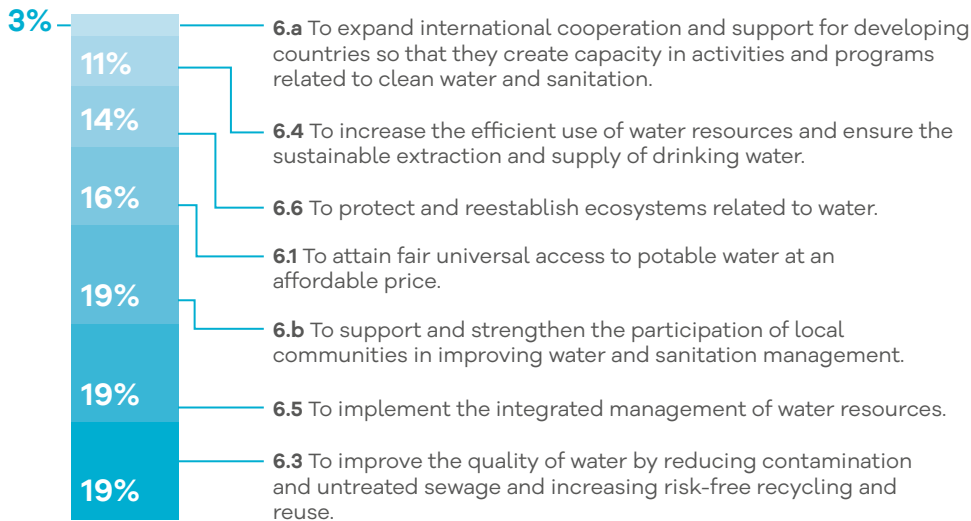 3%
6.a To expand international cooperation and support for developing
countries so that they create capacity in activities and programs
related to clean water and sanitation.
11%
6.4 To increase the efficient use of water resources and ensure the
sustainable extraction and supply of drinking water.
14%
6.6 To protect and reestablish ecosystems related to water.
16%
6.1 To attain fair universal access to potable water at an
affordable price.
19%
6.b To support and strengthen the participation of local
communities in improving water and sanitation management.
19%
6.5 To implement the integrated management of water resources.
19%
6.3 To improve the quality of water by reducing contamination
and untreated sewage and increasing risk-free recycling and
reuse.